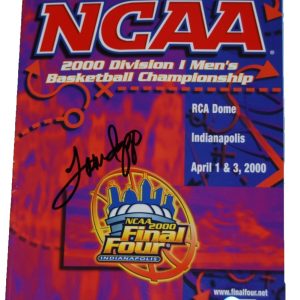 NCAA
2000 Division I Men's
Basketball Championship
RCA Dome
Indianapolis
April 1 & 3, 2000
NCAA
2000
Final
Four
INDIANAPOLIS
www.finalfour.net